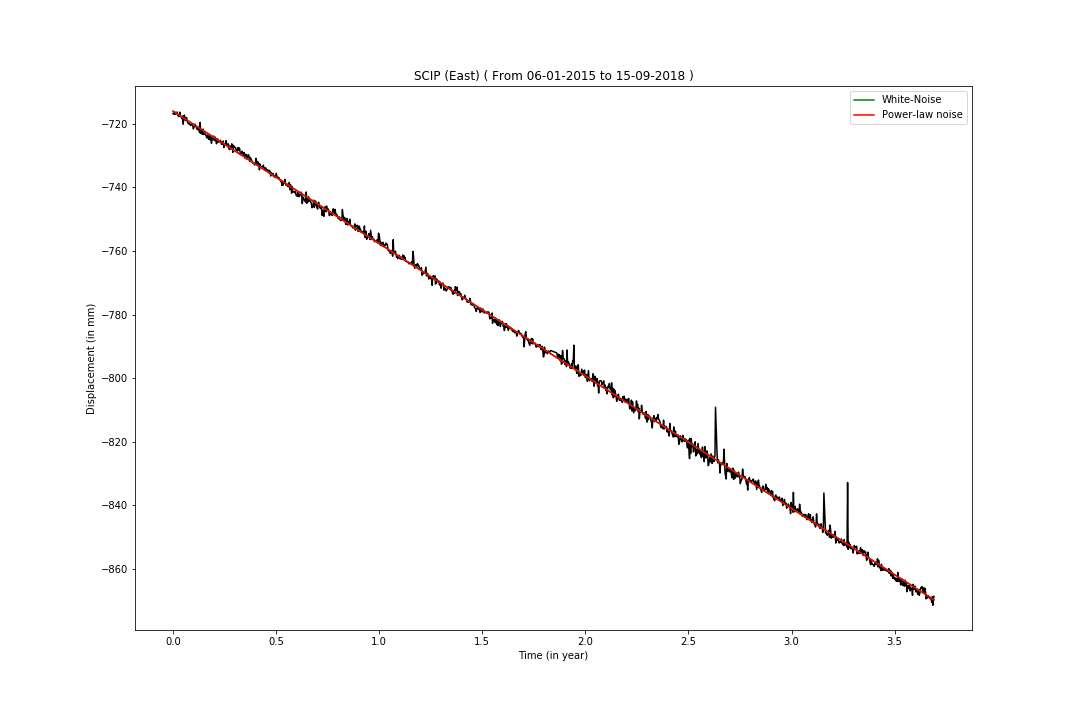 SCIP (East) ( From 06-01-2015 to 15-09-2018 )
White-Noise
Power-law noise
Displacement (in mm)
−720
−740
−760
−780
−800
−820
−840
−860
0.0 0.5 1.0 1.5 2.0 2.5 3.0 3.5
Time (in year)